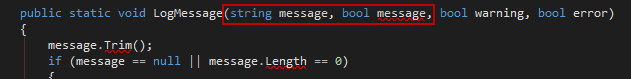 public static void LogMessage(string message, bool message, bool warning, bool error)
{
message.Trim();
if (message == null || message.Length == 0)
{